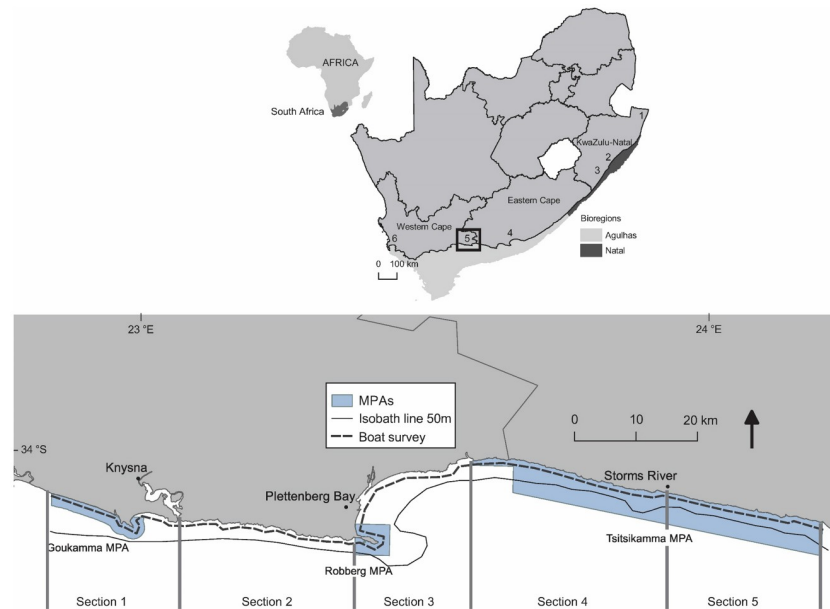 AFRICA
South Africa
1
KwaZulu-Natal
2
3
Eastern Cape
Western Cape
4
5
6
0 100 km
Bioregions
Agulhas
Natal
23 °E
24 °E
MPAs
Isobath line 50m
Boat survey
0 10 20 km
34 °S
Knysna
Storms River
Plettenberg Bay
Goukamma MPA
Tsitsikamma MPA
Robberg MPA
Section 1
Section 2
Section 3
Section 4
Section 5